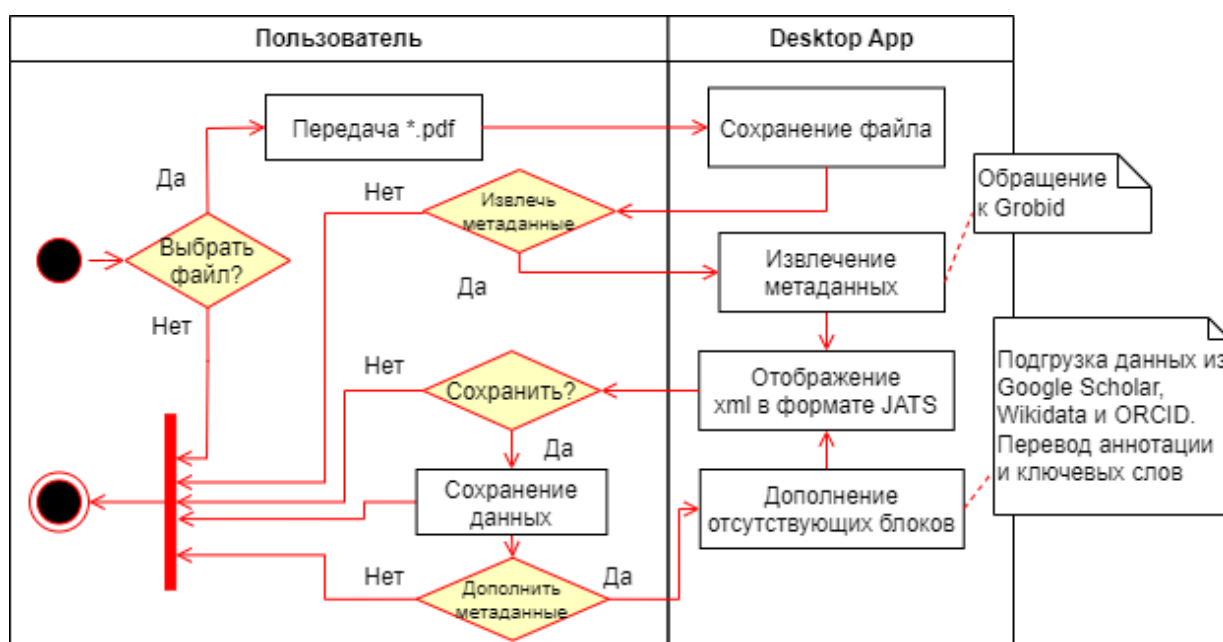 Пользователь
Desktop App
Передача *.pdf
Сохранение файла
Да
Нет
Извлечь
метаданные
Обращение
к Grobid
Выбрать
файл?
Да
Извлечение
метаданных
Нет
Нет
Сохранить?
Отображение
xml в формате JATS
Подгрузка данных из
Google Scholar,
Wikidata и ORCID.
Перевод аннотации
и ключевых слов
Да
Сохранение
данных
Дополнение
отсутствующих блоков
Нет
Дополнить
метаданные
Да